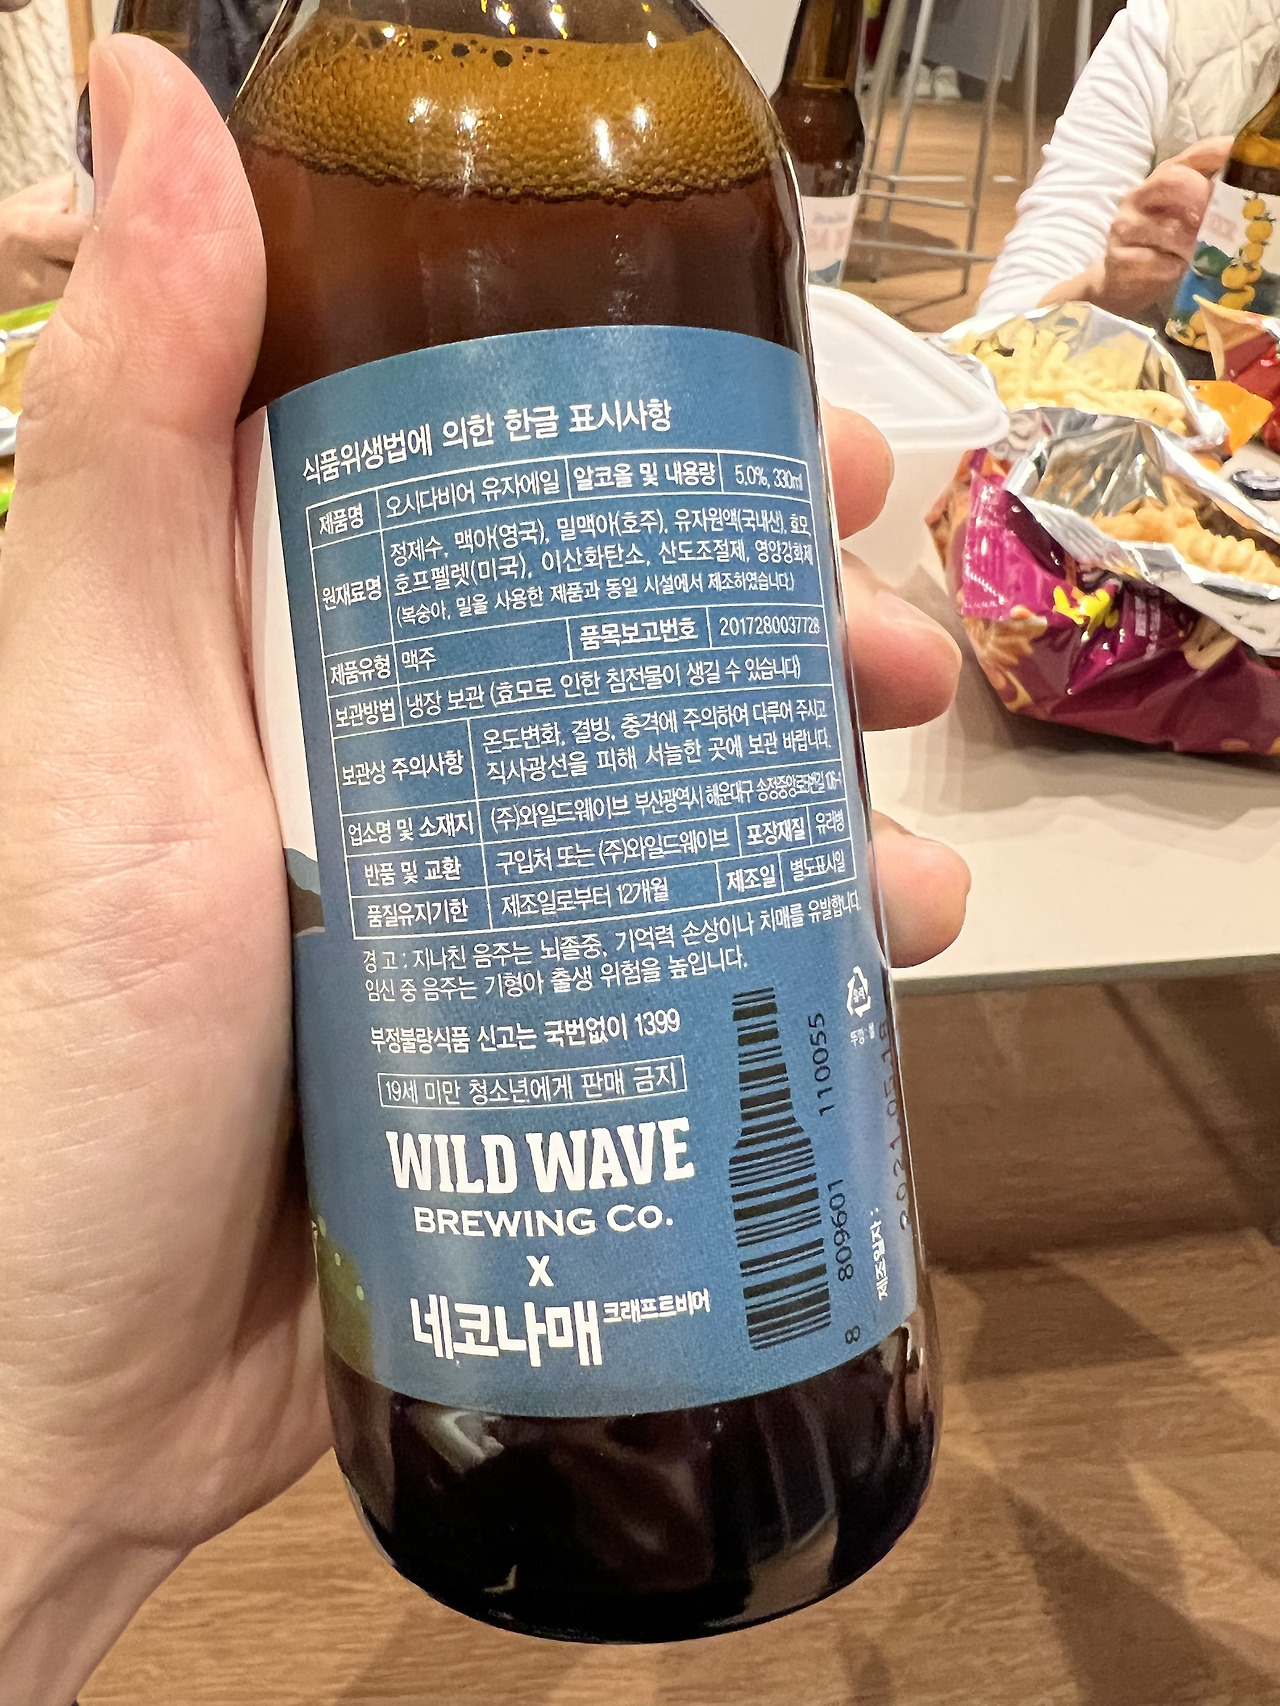 식품위생법에 의한 한글 표시사항
제품명 오시다비어 유자에일 알코올 및 내용량 5.0%, 330ml
원재료명 정제수, 맥아(영국), 밀맥아(호주), 유자원액(국내산), 효모,
호프펠렛(미국), 이산화탄소, 산도조절제, 영양강화제
(복숭아, 밀을 사용한 제품과 동일 시설에서 제조하였습니다.)
제품유형 맥주 품목보고번호 2017280037728
보관방법 냉장 보관 (효모로 인한 침전물이 생길 수 있습니다)
보관상 주의사항 온도변화, 결빙, 충격에 주의하여 다루어 주시고
직사광선을 피해 서늘한 곳에 보관 바랍니다.
업소명 및 소재지 (주)와일드웨이브 부산광역시 해운대구
반품 및 교환 구입처 또는 (주)와일드웨이브 포장재질 유리병
품질유지기한 제조일로부터 12개월 제조일 별도표시일
경 고 : 지나친 음주는 뇌졸중, 기억력 손상이나 치매를 유발합니다.
임신 중 음주는 기형아 출생 위험을 높입니다.
부정불량식품 신고는 국번없이 1399
19세 미만 청소년에게 판매 금지
WILD WAVE
BREWING Co.
X
네코나매 크래프트비어
8 809601 110055
유리
제조일자 :
2021.05.18